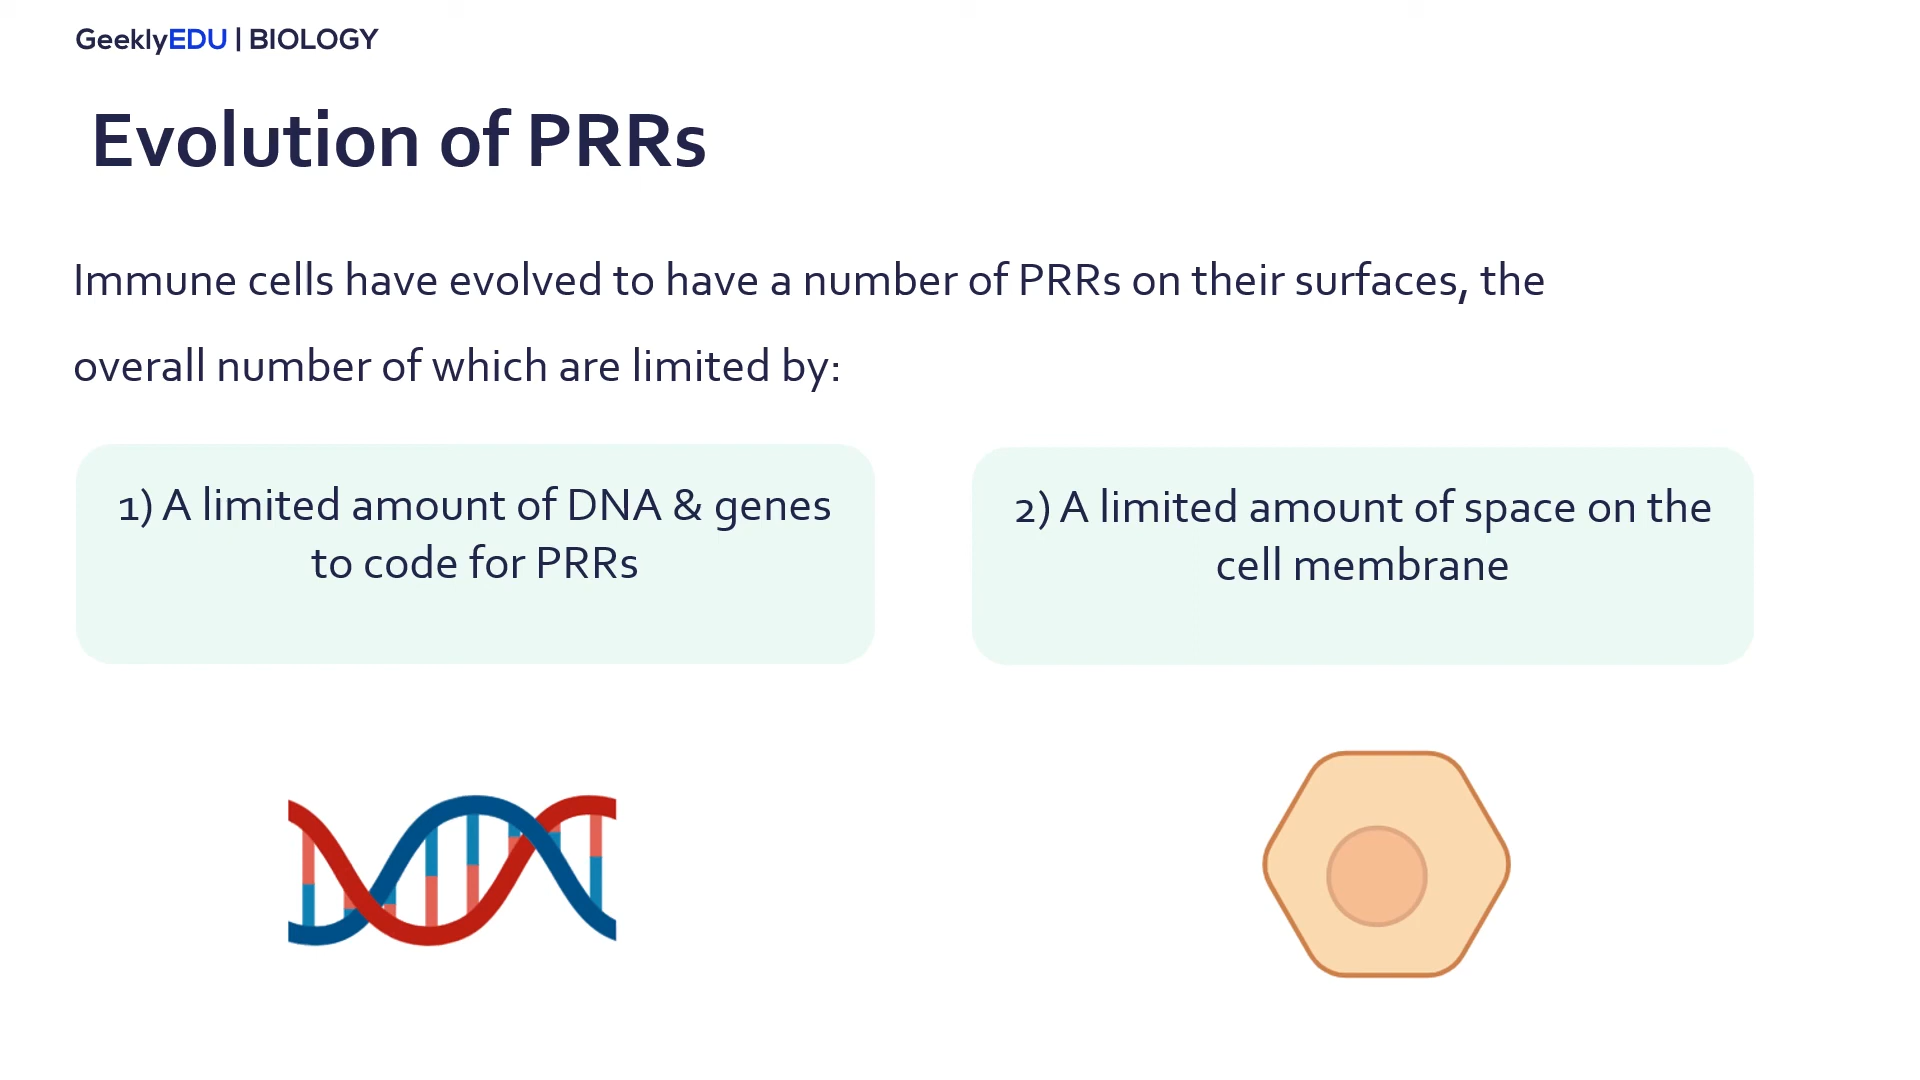 GeeklyEDU | BIOLOGY
Evolution of PRRs
Immune cells have evolved to have a number of PRRs on their surfaces, the
overall number of which are limited by:
1) A limited amount of DNA & genes
to code for PRRs
2) A limited amount of space on the
cell membrane